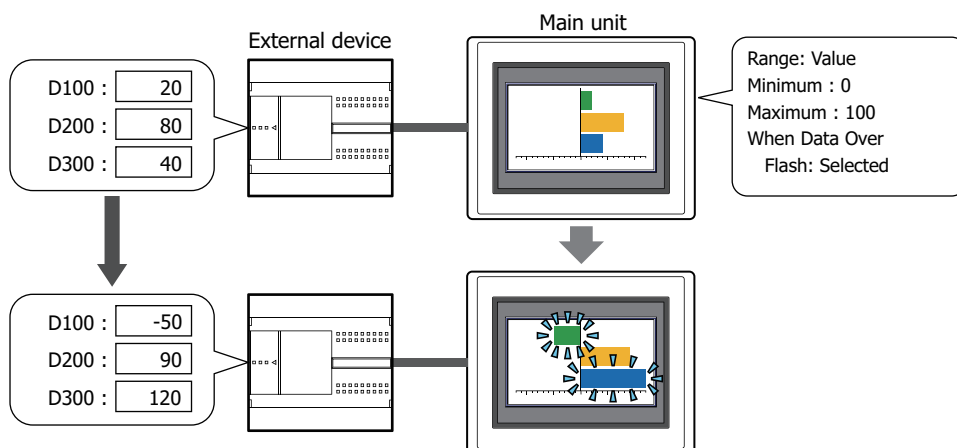 External device
Main unit
D100 : 20
D200 : 80
D300 : 40
Range: Value
Minimum : 0
Maximum : 100
When Data Over
Flash: Selected
D100 : -50
D200 : 90
D300 : 120